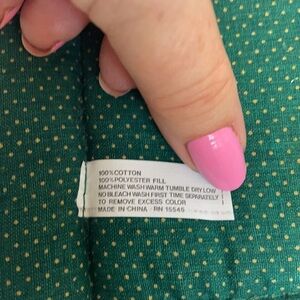 100%COTTON
100%POLYESTER FILL
MACHINE WASH WARM TUMBLE DRY LOW
NO BLEACH WASH FIRST TIME SEPARATELY
TO REMOVE EXCESS COLOR
MADE IN CHINA RN 15545